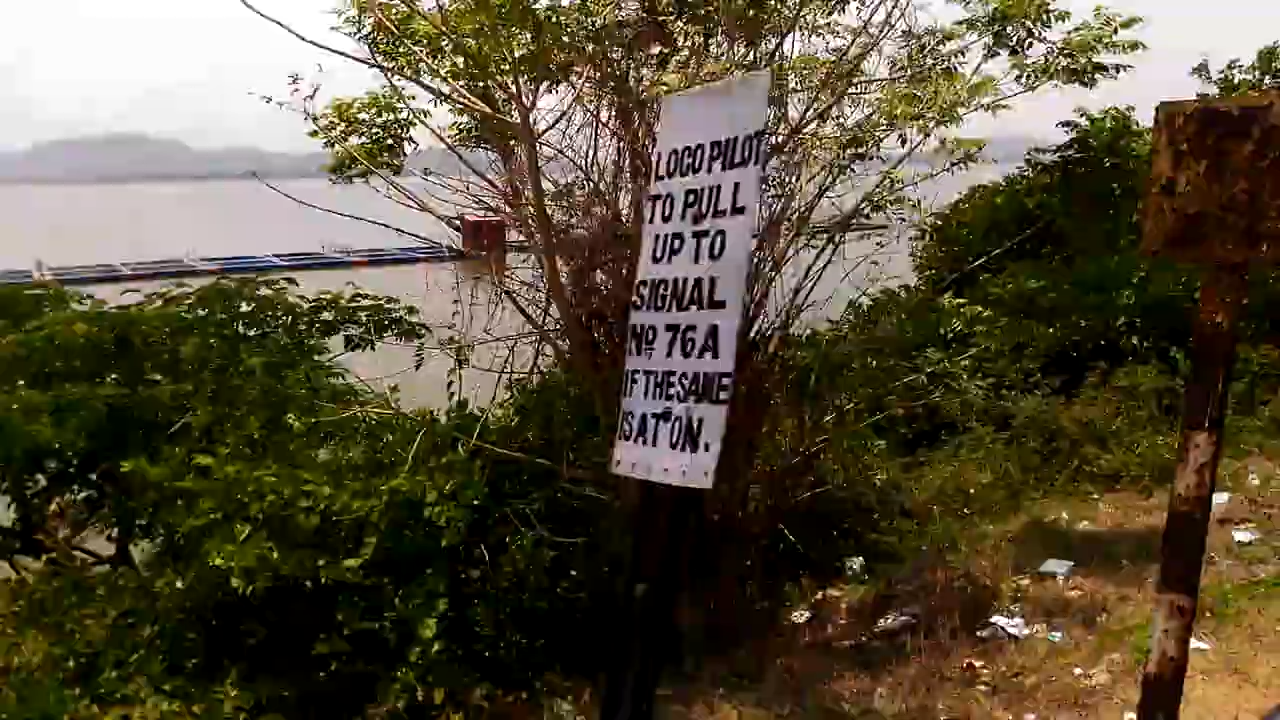 LOCO PILOT
TO PULL
UP TO
SIGNAL
Nº 76A
IF THE SAME
IS AT ON.